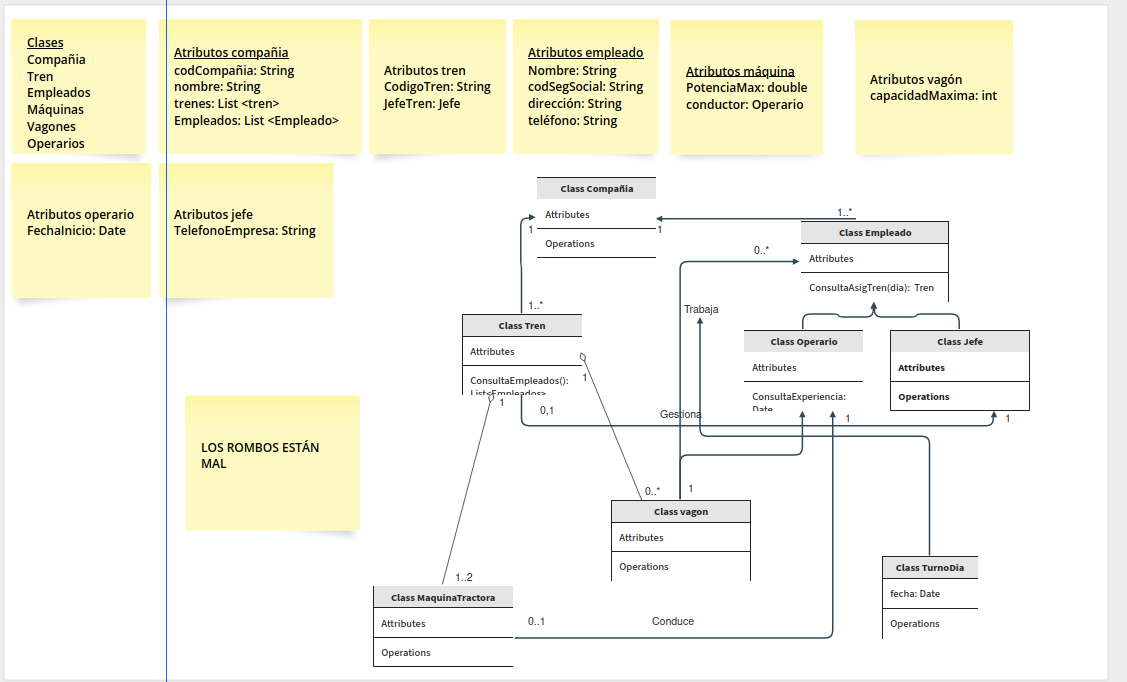 Clases
Compañia
Tren
Empleados
Máquinas
Vagones
Operarios
Atributos compañia
codCompañia: String
nombre: String
trenes: List <tren>
Empleados: List <Empleado>
Atributos tren
CodigoTren: String
JefeTren: Jefe
Atributos empleado
Nombre: String
codSegSocial: String
dirección: String
teléfono: String
Atributos máquina
PotenciaMax: double
conductor: Operario
Atributos vagón
capacidadMaxima: int
Atributos operario
FechaInicio: Date
Atributos jefe
TelefonoEmpresa: String
Class Compañia
Attributes
Operations
1
1
1..*
Class Empleado
Attributes
ConsultaAsigTren(dia): Tren
0..*
Trabaja
1..*
Class Tren
Attributes
ConsultaEmpleados():
List<Empleados>
1
1
0,1
Class Operario
Attributes
ConsultaExperiencia:
Date
Class Jefe
Attributes
Operations
Gestiona
1
1
LOS ROMBOS ESTÁN
MAL
0..*
1
Class vagon
Attributes
Operations
Class TurnoDia
fecha: Date
Operations
1..2
Class MaquinaTractora
Attributes
Operations
0..1
Conduce